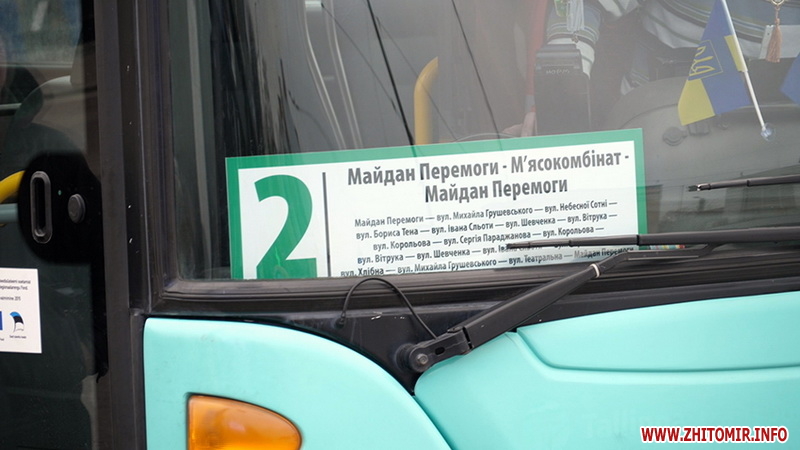 2
Майдан Перемоги - М'ясокомбінат -
Майдан Перемоги
Майдан Перемоги — вул. Михайла Грушевського — вул. Небесної Сотні —
вул. Бориса Тена — вул. Івана Сльоти — вул. Шевченка — вул. Вітрука —
вул. Корольова — вул. Сергія Параджанова — вул. Корольова —
вул. Вітрука — вул. Шевченка — вул.
вул. Хлібна — вул. Михайла Грушевського — вул. Театральна — Майдан Перемоги
WWW.ZHITOMIR.INFO